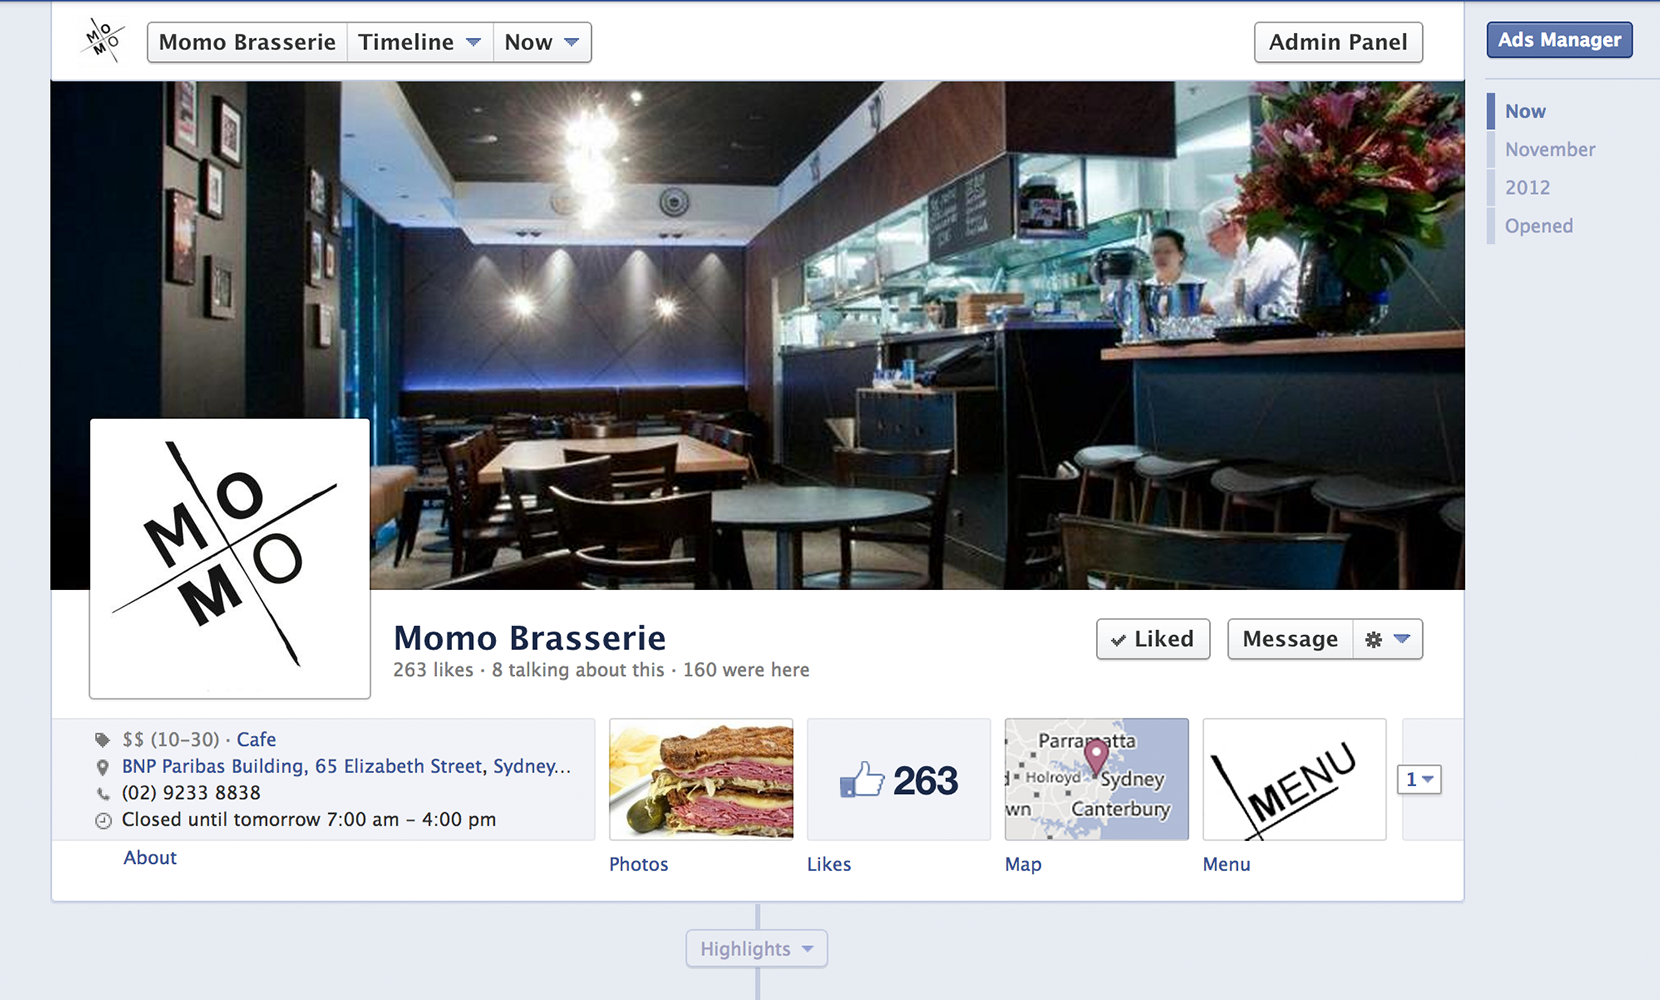 MOMO
Momo Brasserie Timeline Now
Admin Panel
Ads Manager
Now
November
2012
Opened
MO
MO
Momo Brasserie
263 likes · 8 talking about this · 160 were here
Liked
Message
$$ (10–30) · Cafe
BNP Paribas Building, 65 Elizabeth Street, Sydney...
(02) 9233 8838
Closed until tomorrow 7:00 am – 4:00 pm
About
263
Parramatta
Holroyd
Sydney
wn
Canterbury
MENU
1
Photos
Likes
Map
Menu
Highlights